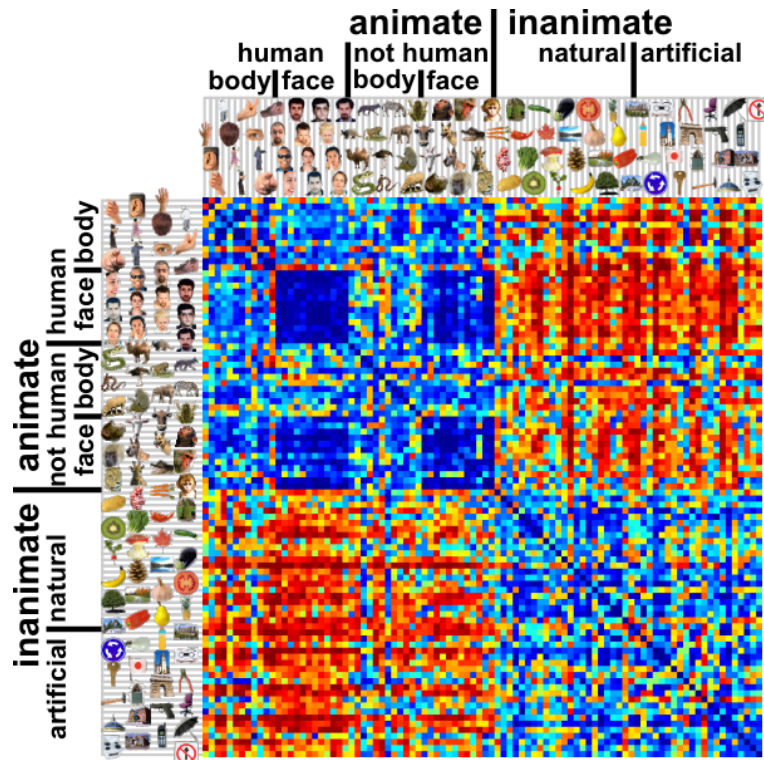 animate inanimate
human not human natural artificial
body face body face
animate
human
body
face
not human
body
face
inanimate
natural
artificial